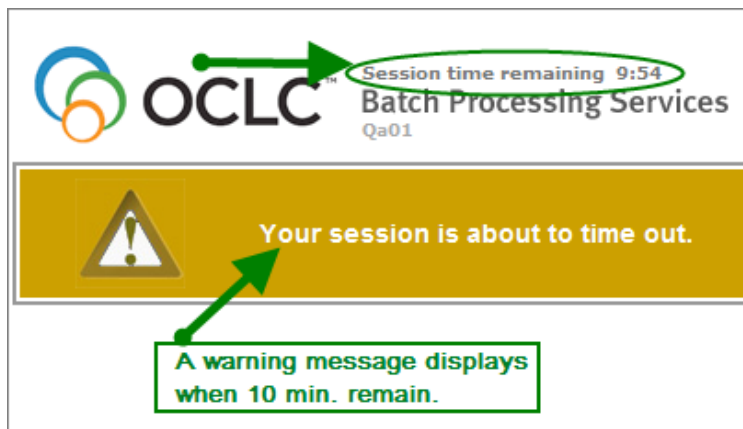 Session time remaining 9:54
OCLC™
Batch Processing Services
Qa01
Your session is about to time out.
A warning message displays
when 10 min. remain.